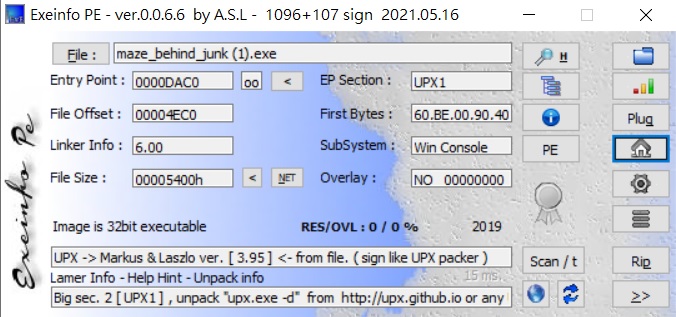 Exeinfo PE - ver.0.0.6.6 by A.S.L - 1096+107 sign 2021.05.16
Exeinfo Pe
File : maze_behind_junk (1).exe H
Entry Point : 0000DAC0 oo < EP Section : UPX1
File Offset : 00004EC0 First Bytes : 60.BE.00.90.40 Plug
Linker Info : 6.00 SubSystem : Win Console PE
File Size : 00005400h < NET Overlay : NO 00000000
Image is 32bit executable RES/OVL : 0 / 0 % 2019
UPX -> Markus & Laszlo ver. [ 3.95 ] <- from file. ( sign like UPX packer ) Scan / t Rip
Lamer Info - Help Hint - Unpack info 15 ms.
Big sec. 2 [ UPX1 ] , unpack "upx.exe -d" from http://upx.github.io or any >>